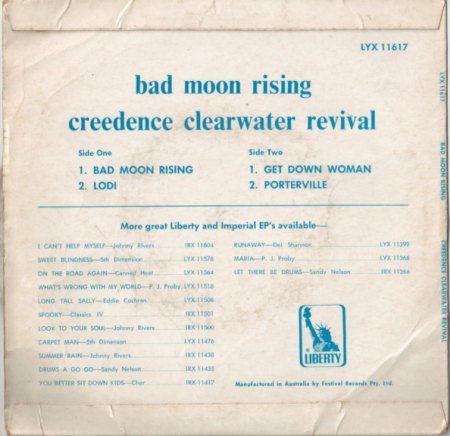 LYX 11617
bad moon rising
creedence clearwater revival
Side One
1. BAD MOON RISING
2. LODI
Side Two
1. GET DOWN WOMAN
2. PORTERVILLE
More great Liberty and Imperial EP's available—
I CAN'T HELP MYSELF—Johnny Rivers IRX 11604
SWEET BLINDNESS—5th Dimension LYX 11576
ON THE ROAD AGAIN—Canned Heat LYX 11564
WHAT'S WRONG WITH MY WORLD—P. J. Proby LYX 11518
LONG TALL SALLY—Eddie Cochran LYX 11506
SPOOKY—Classics IV IRX 11501
LOOK TO YOUR SOUL—Johnny Rivers IRX 11500
CARPET MAN—5th Dimension LYX 11476
SUMMER RAIN—Johnny Rivers IRX 11438
DRUMS A GO GO—Sandy Nelson IRX 11435
YOU BETTER SIT DOWN KIDS—Cher IRX 11417
RUNAWAY—Del Shannon LYX 11399
MARIA—P. J. Proby LYX 11368
LET THERE BE DRUMS—Sandy Nelson IRX 11266
LIBERTY
Manufactured in Australia by Festival Records Pty. Ltd.
LYX 11617 BAD MOON RISING CREEDENCE CLEARWATER REVIVAL